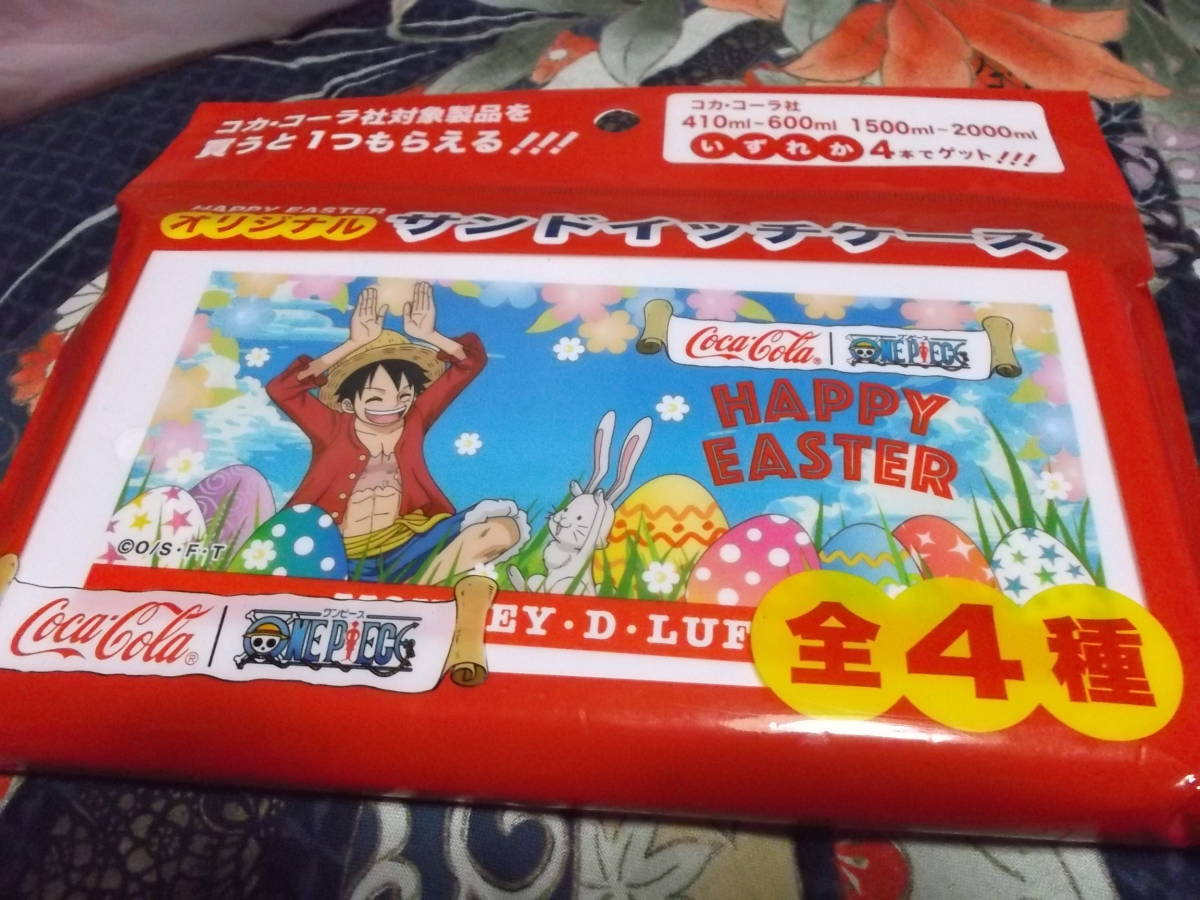 コカ・コーラ社対象製品を
買うと1つもらえる!!!
コカ・コーラ社
410ml~600ml 1500ml~2000ml
いずれか4本でゲット!!!
HAPPY EASTER
オリジナル サンドイッチケース
Coca-Cola® ONE PIECE
HAPPY
EASTER
©O/S・F・T
EY・D・LUF
Coca-Cola® ワンピース
ONE PIECE
全4種